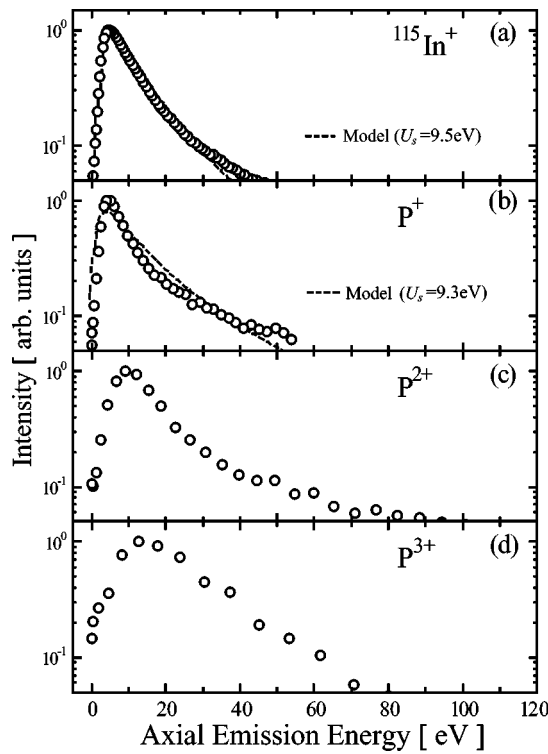 10⁰
10⁻¹
¹¹⁵In⁺
(a)
Model (Uₛ=9.5eV)
10⁰
10⁻¹
P⁺
(b)
Model (Uₛ=9.3eV)
10⁰
10⁻¹
P²⁺
(c)
10⁰
10⁻¹
P³⁺
(d)
Intensity [ arb. units ]
0 20 40 60 80 100
Axial Emission Energy [ eV ]